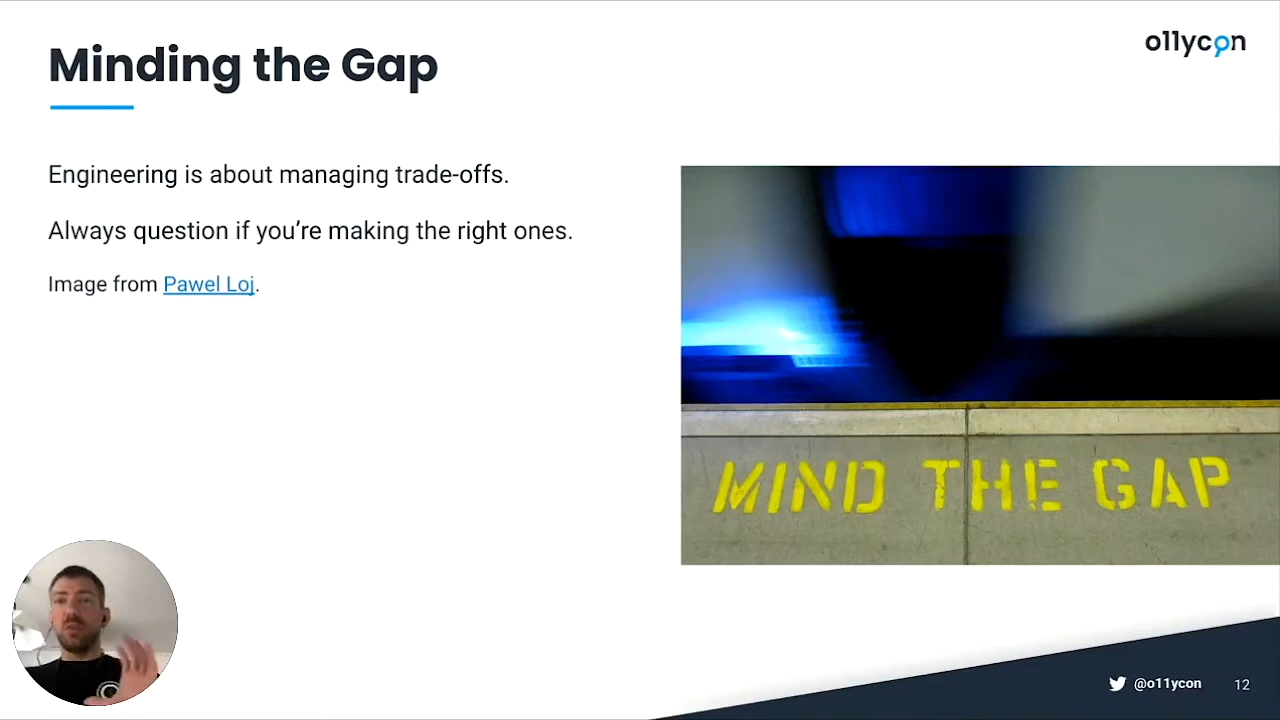 Minding the Gap
o11ycon
Engineering is about managing trade-offs.
Always question if you’re making the right ones.
Image from Pawel Loj.
MIND THE GAP
@o11ycon
12